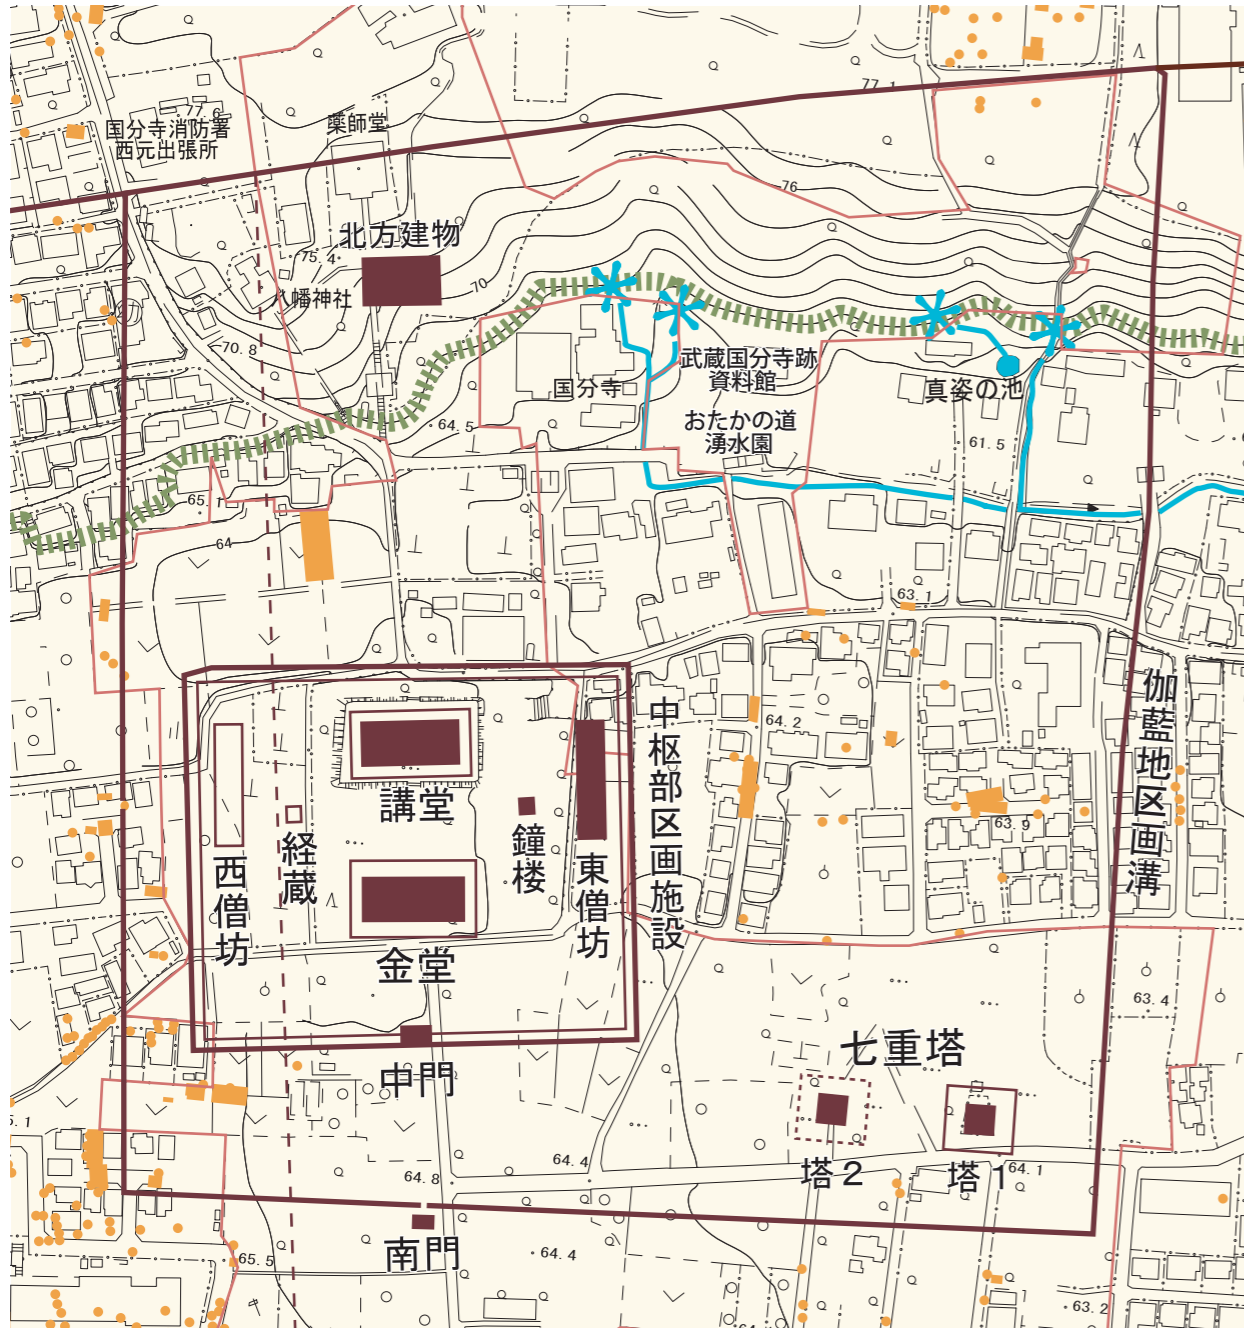 77.1
77.6
国分寺消防署
西元出張所
薬師堂
76
北方建物
75.4
八幡神社
70
70.8
武蔵国分寺跡
資料館
国分寺
真姿の池
おたかの道
湧水園
64.5
61.5
65.1
64
63.1
伽藍地区画溝
中枢部区画施設
64.2
講堂
63.9
経蔵
鐘楼
西僧坊
東僧坊
金堂
63.4
七重塔
中門
64.4
64.8
塔2
塔1
64.1
南門
64.4
65.5
63.2